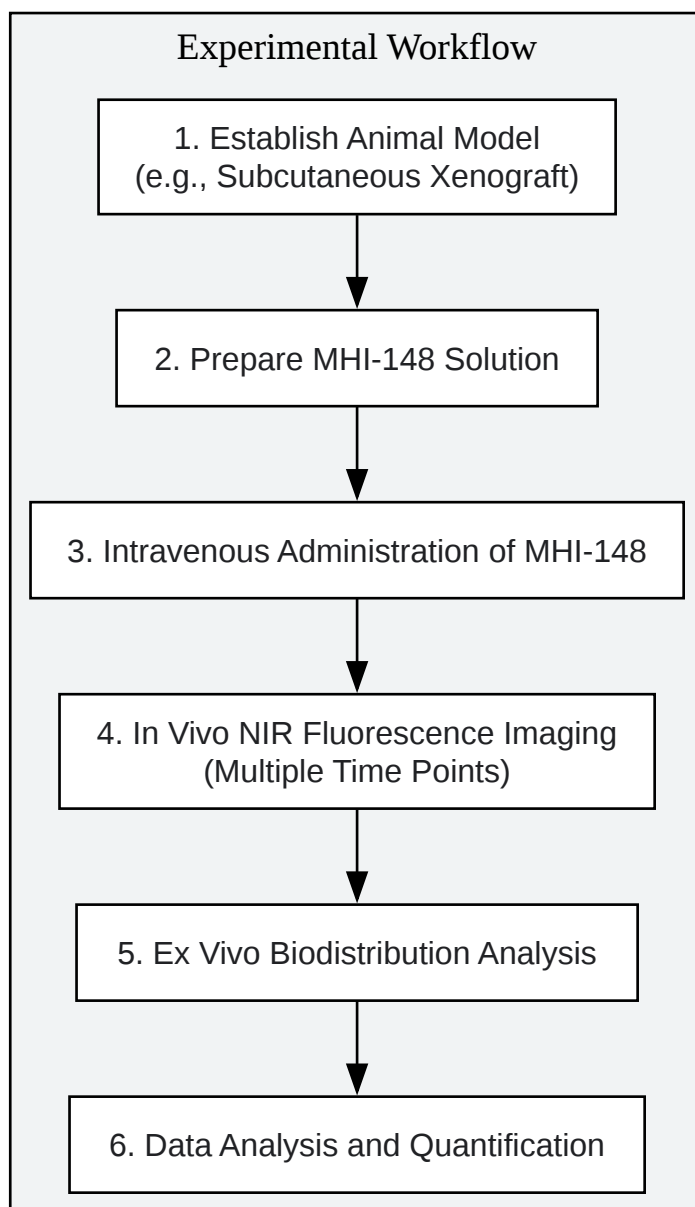 Experimental Workflow
1. Establish Animal Model
(e.g., Subcutaneous Xenograft)
2. Prepare MHI-148 Solution
3. Intravenous Administration of MHI-148
4. In Vivo NIR Fluorescence Imaging
(Multiple Time Points)
5. Ex Vivo Biodistribution Analysis
6. Data Analysis and Quantification